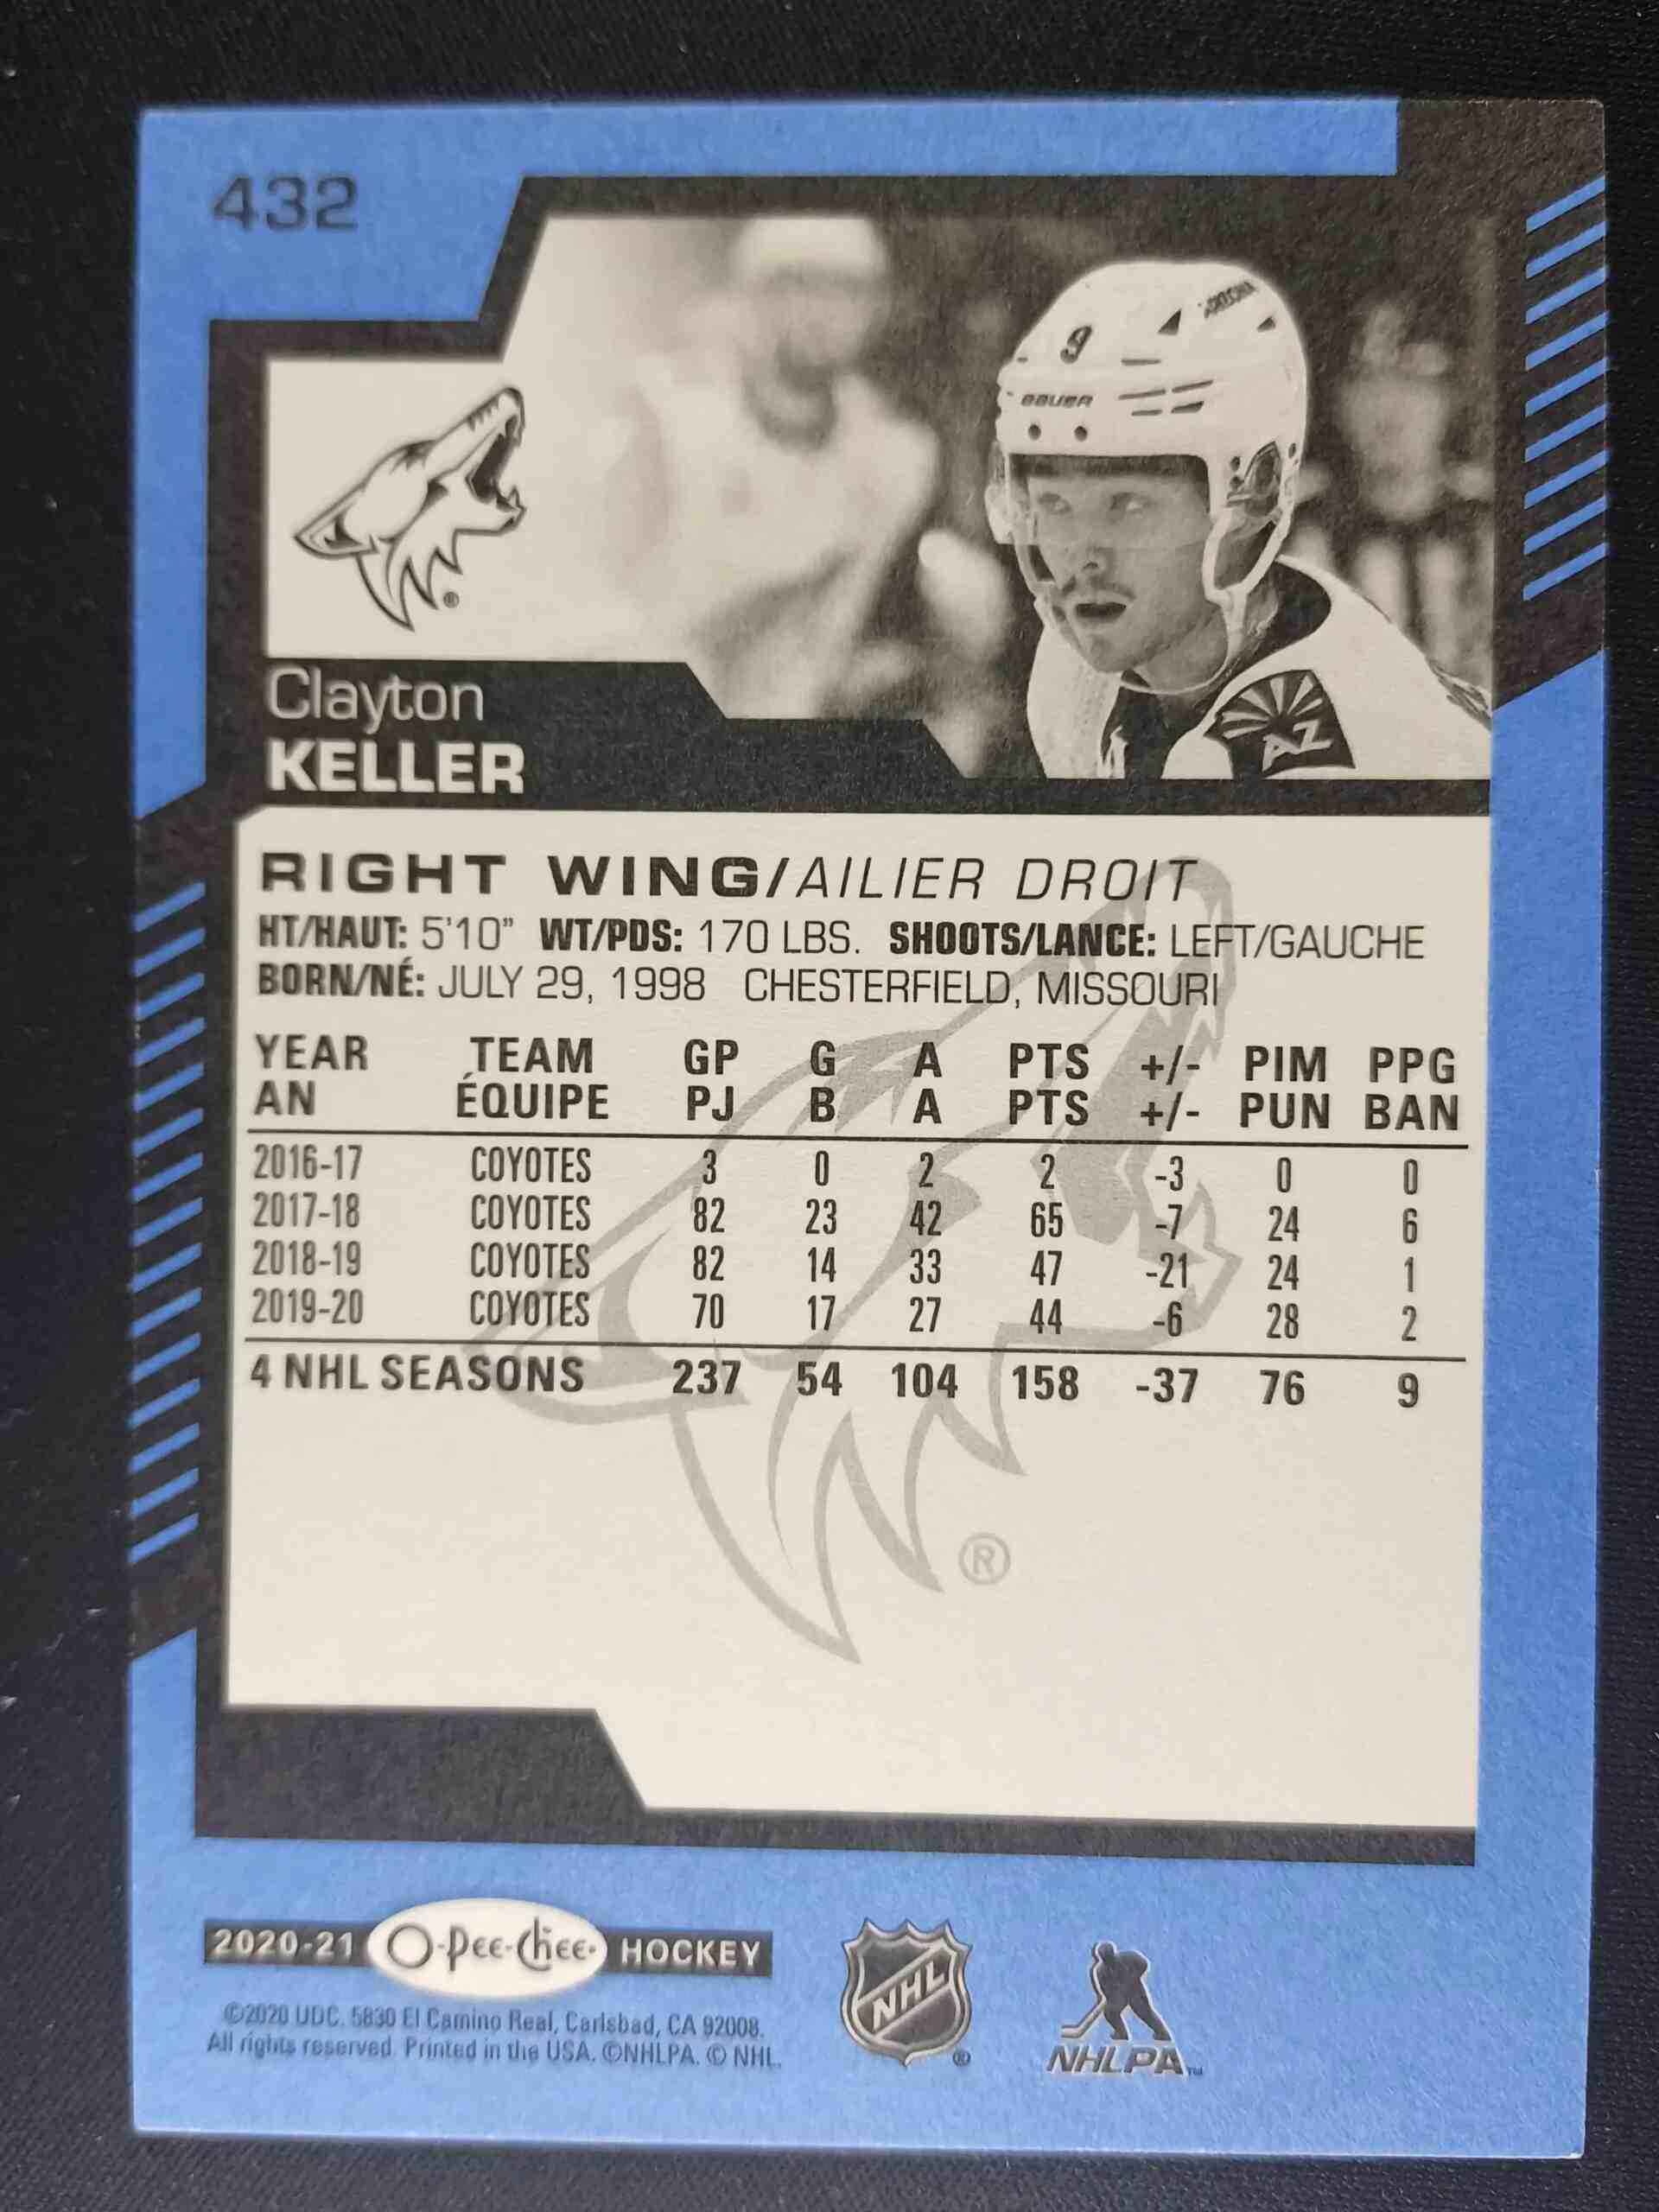 432
ARIZONA
9
BAUER
AZ
®
Clayton
KELLER
RIGHT WING/AILIER DROIT
HT/HAUT: 5'10" WT/PDS: 170 LBS. SHOOTS/LANCE: LEFT/GAUCHE
BORN/NÉ: JULY 29, 1998 CHESTERFIELD, MISSOURI
YEAR TEAM GP G A PTS +/- PIM PPG
AN ÉQUIPE PJ B A PTS +/- PUN BAN
2016-17 COYOTES 3 0 2 2 -3 0 0
2017-18 COYOTES 82 23 42 65 -7 24 6
2018-19 COYOTES 82 14 33 47 -21 24 1
2019-20 COYOTES 70 17 27 44 -6 28 2
4 NHL SEASONS 237 54 104 158 -37 76 9
®
2020-21 O-Pee-Chee® HOCKEY
©2020 UDC. 5830 El Camino Real, Carlsbad, CA 92008.
All rights reserved. Printed in the USA. ©NHLPA. © NHL.
NHL ®
NHLPA™